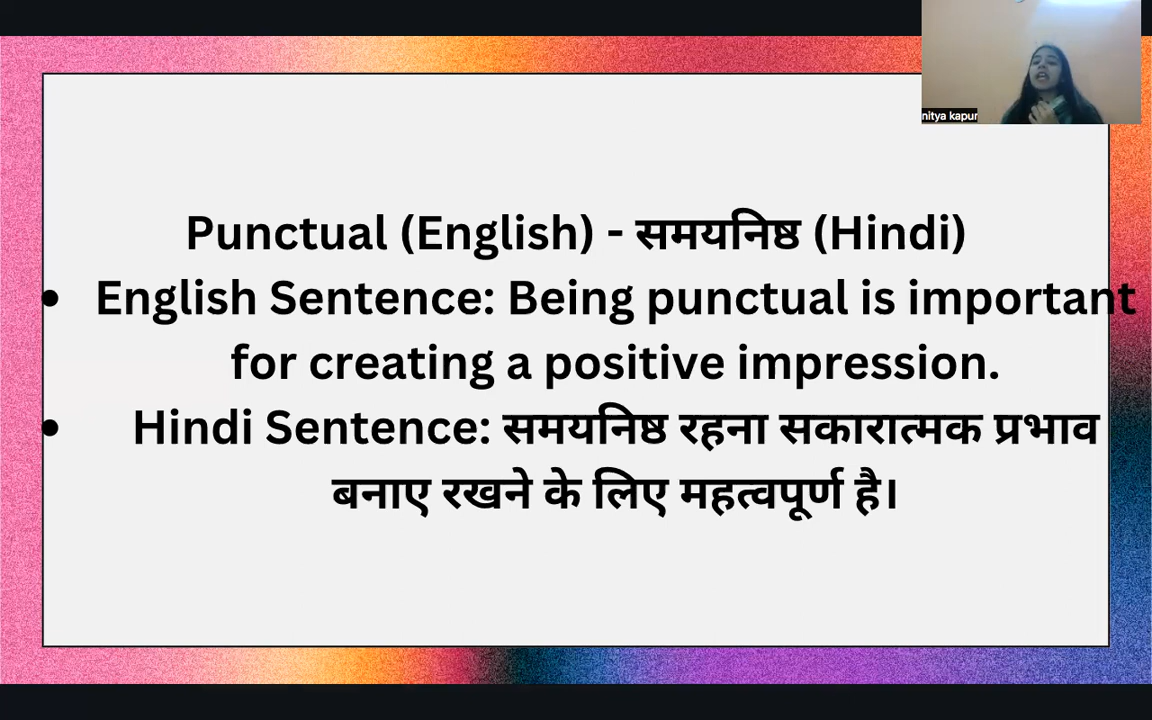 nitya kapur
Punctual (English) - समयनिष्ठ (Hindi)
• English Sentence: Being punctual is important
for creating a positive impression.
• Hindi Sentence: समयनिष्ठ रहना सकारात्मक प्रभाव
बनाए रखने के लिए महत्वपूर्ण है।